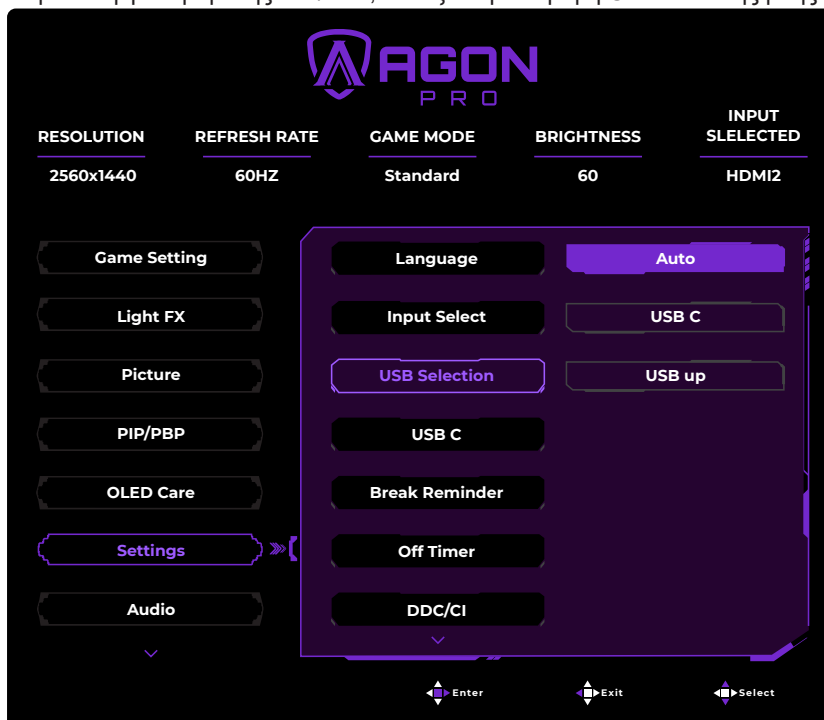 AGON
PRO
RESOLUTION REFRESH RATE GAME MODE BRIGHTNESS INPUT SLELECTED
2560x1440 60HZ Standard 60 HDMI2
Game Setting Language Auto
Light FX Input Select USB C
Picture USB Selection USB up
PIP/PBP USB C
OLED Care Break Reminder
Settings Off Timer
Audio DDC/CI
Enter Exit Select